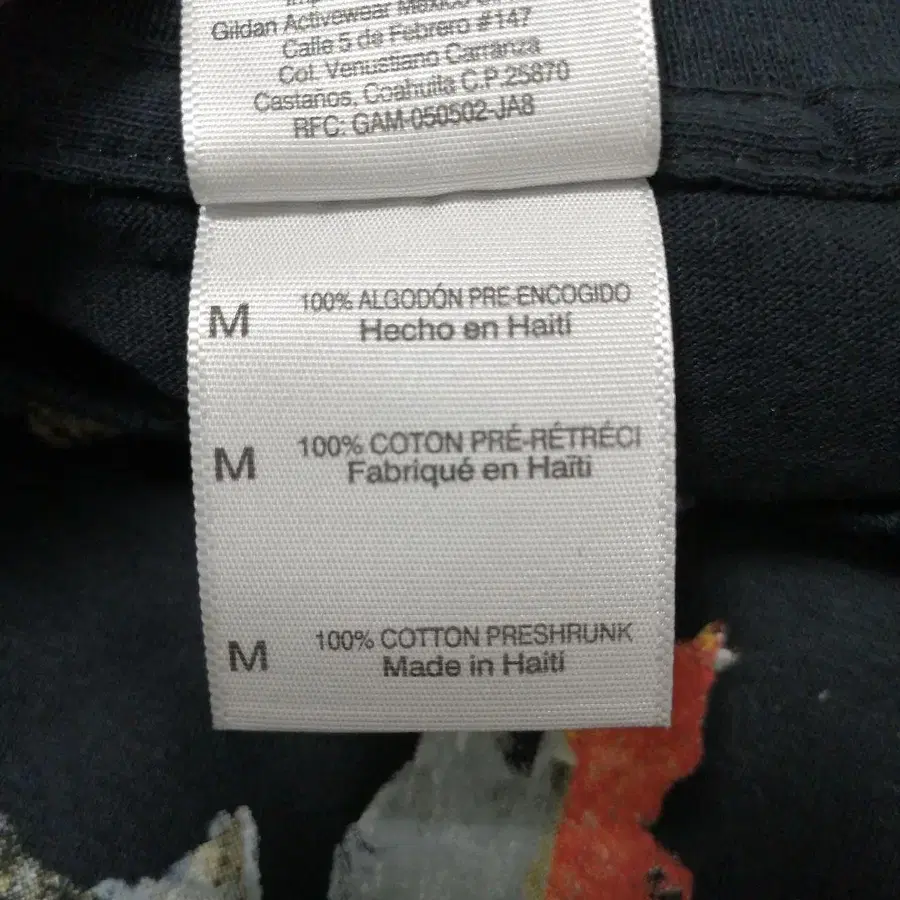 Gildan Activewear México
Calle 5 de Febrero #147
Col. Venustiano Carranza
Castaños, Coahuila C.P. 25870
RFC: GAM-050502-JA8
M 100% ALGODÓN PRE-ENCOGIDO
Hecho en Haití
M 100% COTON PRÉ-RÉTRÉCI
Fabriqué en Haïti
M 100% COTTON PRESHRUNK
Made in Haiti